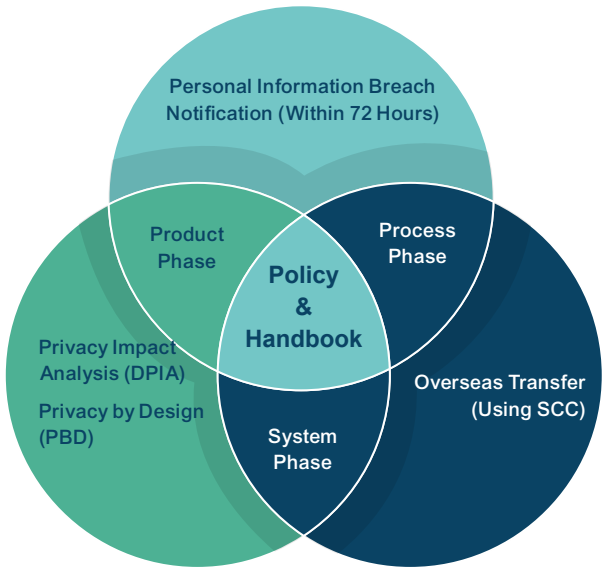 Personal Information Breach
Notification (Within 72 Hours)
Product
Phase
Process
Phase
Policy
&
Handbook
Privacy Impact
Analysis (DPIA)
Privacy by Design
(PBD)
Overseas Transfer
(Using SCC)
System
Phase